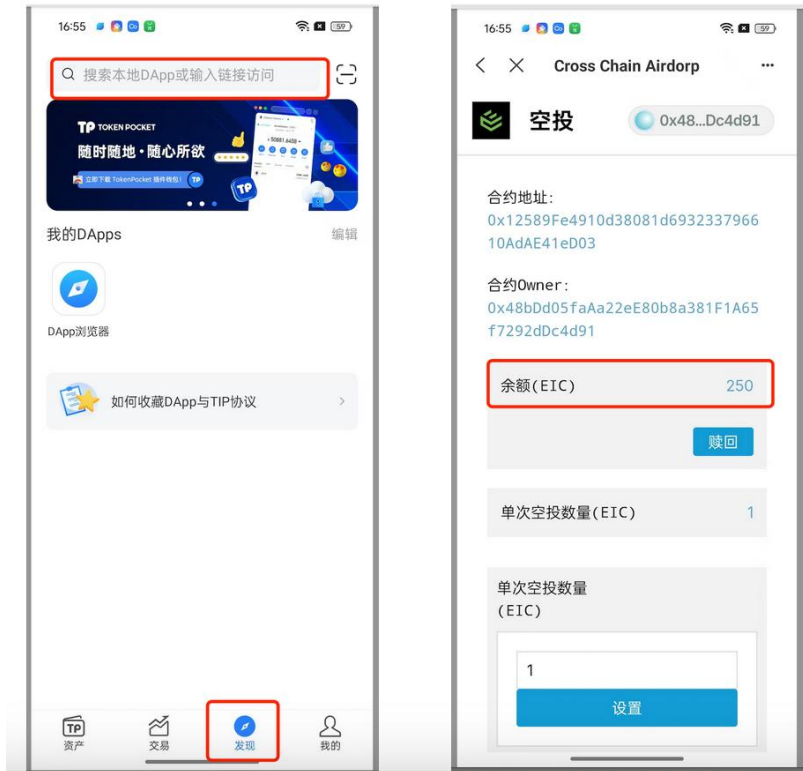 16:55
59
搜索本地DApp或输入链接访问
TP TOKEN POCKET
随时随地·随心所欲
立即下载 TokenPocket 插件钱包!
TP
TP
我的DApps
编辑
DApp浏览器
如何收藏DApp与TIP协议
TP
资产
交易
发现
我的
16:55
59
Cross Chain Airdorp
空投
0x48...Dc4d91
合约地址:
0x12589Fe4910d38081d6932337966
10AdAE41eD03
合约Owner:
0x48bDd05faAa22eE80b8a381F1A65
f7292dDc4d91
余额(EIC)
250
赎回
单次空投数量(EIC)
1
单次空投数量
(EIC)
1
设置